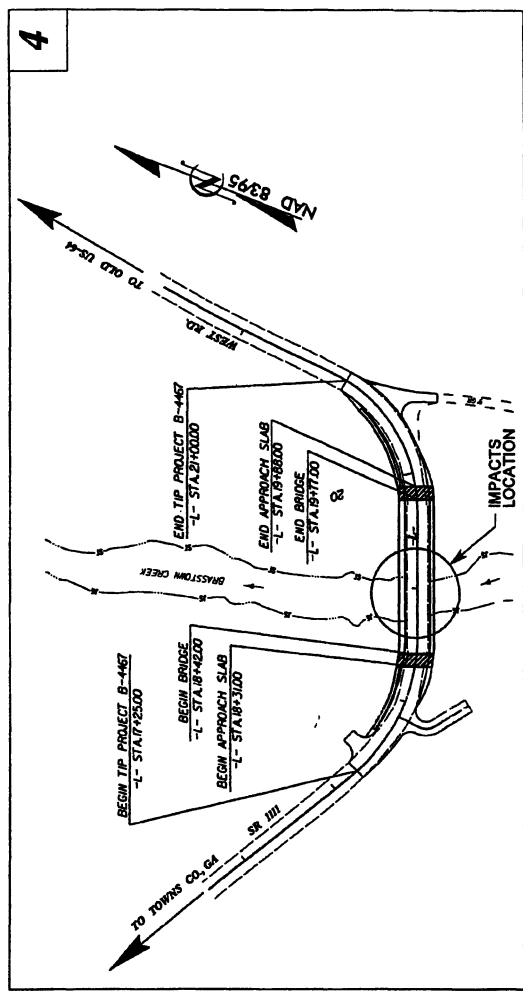 4
NAD 83/95
TO OLD US-64
WEST RD.
END TIP PROJECT B-4467
-L- STA.21+00.00
END APPROACH SLAB
-L- STA.19+88.00
END BRIDGE
-L- STA.19+77.00
20
IMPACTS
LOCATION
BRASSTOWN CREEK
-L-
BEGIN TIP PROJECT B-4467
-L- STA.17+25.00
BEGIN BRIDGE
-L- STA.18+42.00
BEGIN APPROACH SLAB
-L- STA.18+31.00
SR 1111
TO TOWNS CO., GA